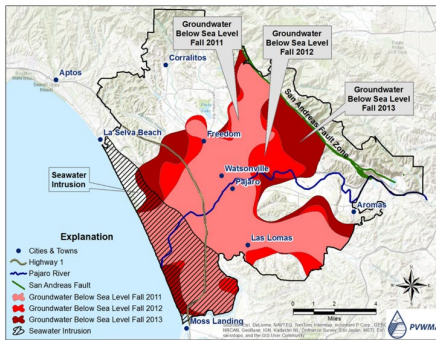 Groundwater
Below Sea Level
Fall 2011
Groundwater
Below Sea Level
Fall 2012
Groundwater
Below Sea Level
Fall 2013
Corralitos
Aptos
San Andreas Fault Zone
La Selva Beach
Freedom
Seawater
Intrusion
Watsonville
Pajaro
Aromas
Las Lomas
Moss Landing
Explanation
Cities & Towns
Highway 1
Pajaro River
San Andreas Fault
Groundwater Below Sea Level Fall 2011
Groundwater Below Sea Level Fall 2012
Groundwater Below Sea Level Fall 2013
Seawater Intrusion
0 1 2 4
Miles
PVWMA